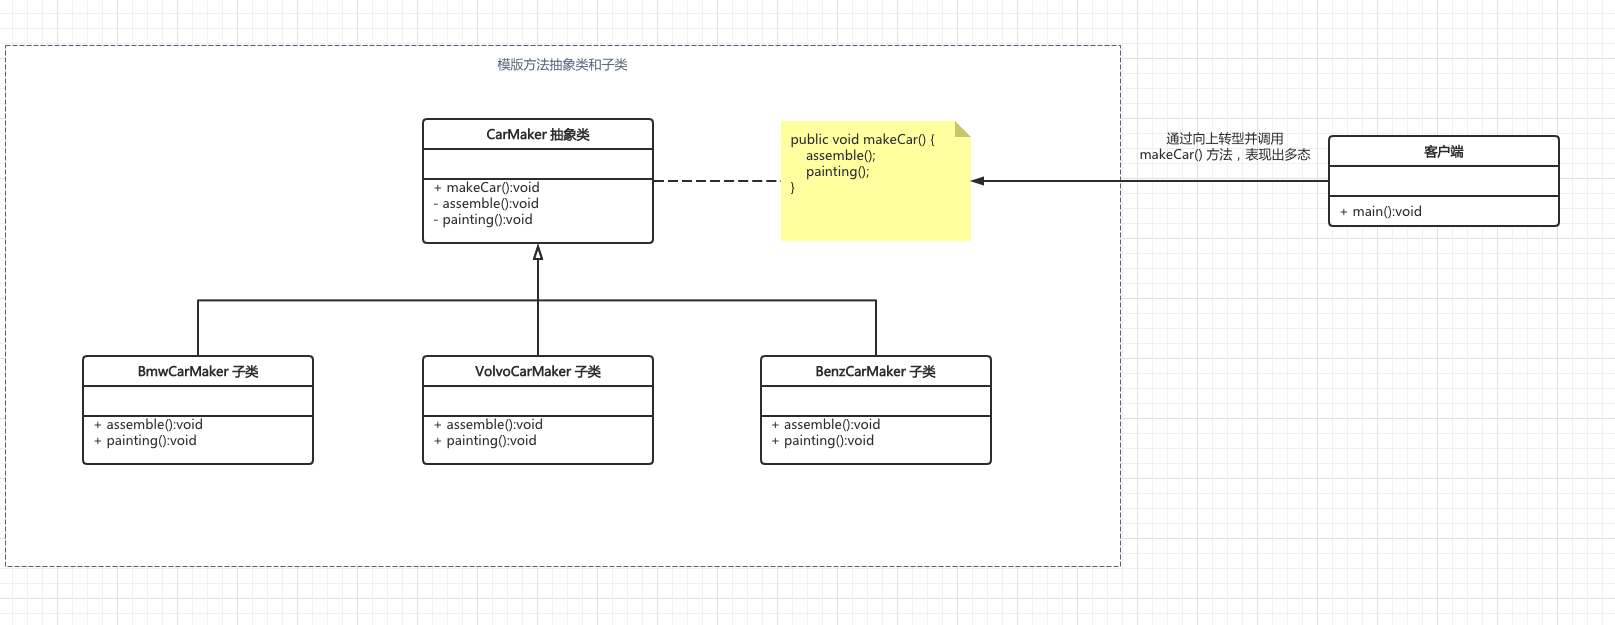 模版方法抽象类和子类
CarMaker 抽象类
+ makeCar():void
- assemble():void
- painting():void
public void makeCar() {
    assemble();
    painting();
}
通过向上转型并调用
makeCar() 方法，表现出多态
客户端
+ main():void
BmwCarMaker 子类
+ assemble():void
+ painting():void
VolvoCarMaker 子类
+ assemble():void
+ painting():void
BenzCarMaker 子类
+ assemble():void
+ painting():void